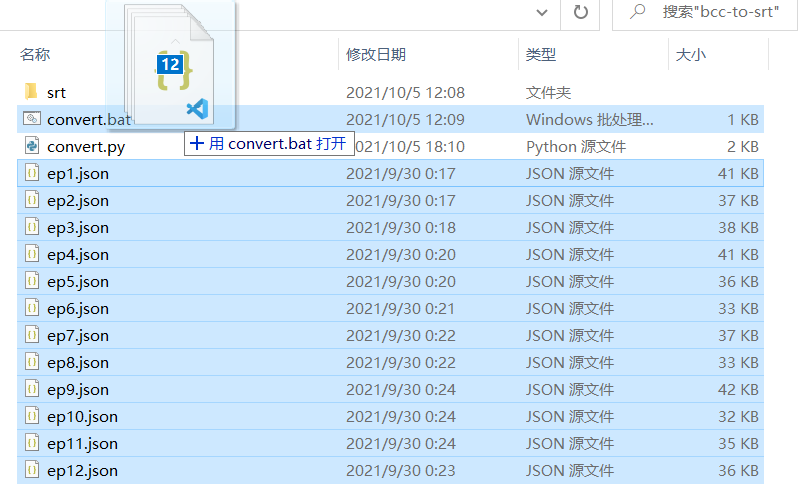 搜索"bcc-to-srt"
名称 修改日期 类型 大小
12
srt 2021/10/5 12:08 文件夹
convert.bat 2021/10/5 12:09 Windows 批处理... 1 KB
用 convert.bat 打开
convert.py 2021/10/5 18:10 Python 源文件 2 KB
ep1.json 2021/9/30 0:17 JSON 源文件 41 KB
ep2.json 2021/9/30 0:17 JSON 源文件 37 KB
ep3.json 2021/9/30 0:18 JSON 源文件 38 KB
ep4.json 2021/9/30 0:20 JSON 源文件 41 KB
ep5.json 2021/9/30 0:20 JSON 源文件 36 KB
ep6.json 2021/9/30 0:21 JSON 源文件 33 KB
ep7.json 2021/9/30 0:22 JSON 源文件 37 KB
ep8.json 2021/9/30 0:22 JSON 源文件 33 KB
ep9.json 2021/9/30 0:24 JSON 源文件 42 KB
ep10.json 2021/9/30 0:24 JSON 源文件 32 KB
ep11.json 2021/9/30 0:24 JSON 源文件 35 KB
ep12.json 2021/9/30 0:23 JSON 源文件 36 KB